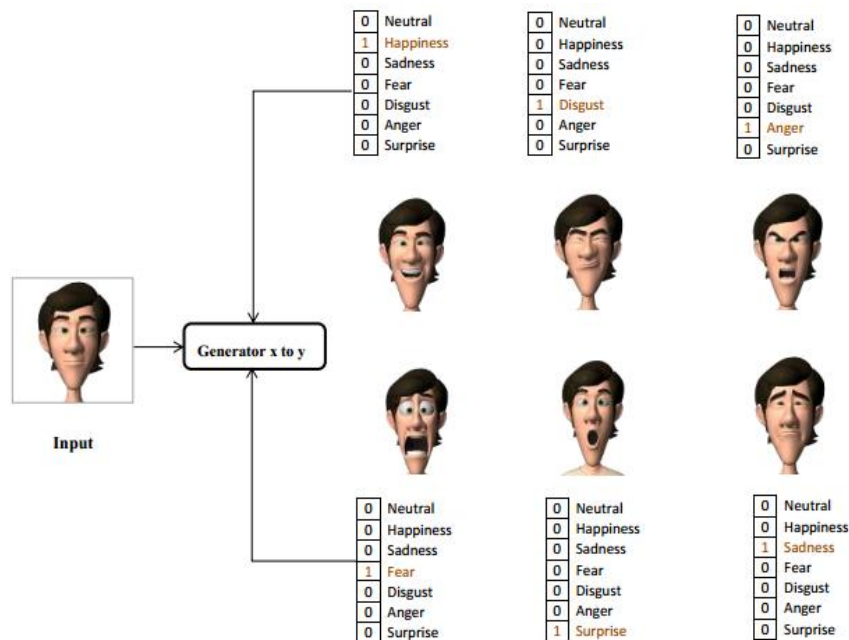 0 Neutral
1 Happiness
0 Sadness
0 Fear
0 Disgust
0 Anger
0 Surprise
0 Neutral
0 Happiness
0 Sadness
0 Fear
1 Disgust
0 Anger
0 Surprise
0 Neutral
0 Happiness
0 Sadness
0 Fear
0 Disgust
1 Anger
0 Surprise
Generator x to y
Input
0 Neutral
0 Happiness
0 Sadness
1 Fear
0 Disgust
0 Anger
0 Surprise
0 Neutral
0 Happiness
0 Sadness
0 Fear
0 Disgust
0 Anger
1 Surprise
0 Neutral
0 Happiness
1 Sadness
0 Fear
0 Disgust
0 Anger
0 Surprise